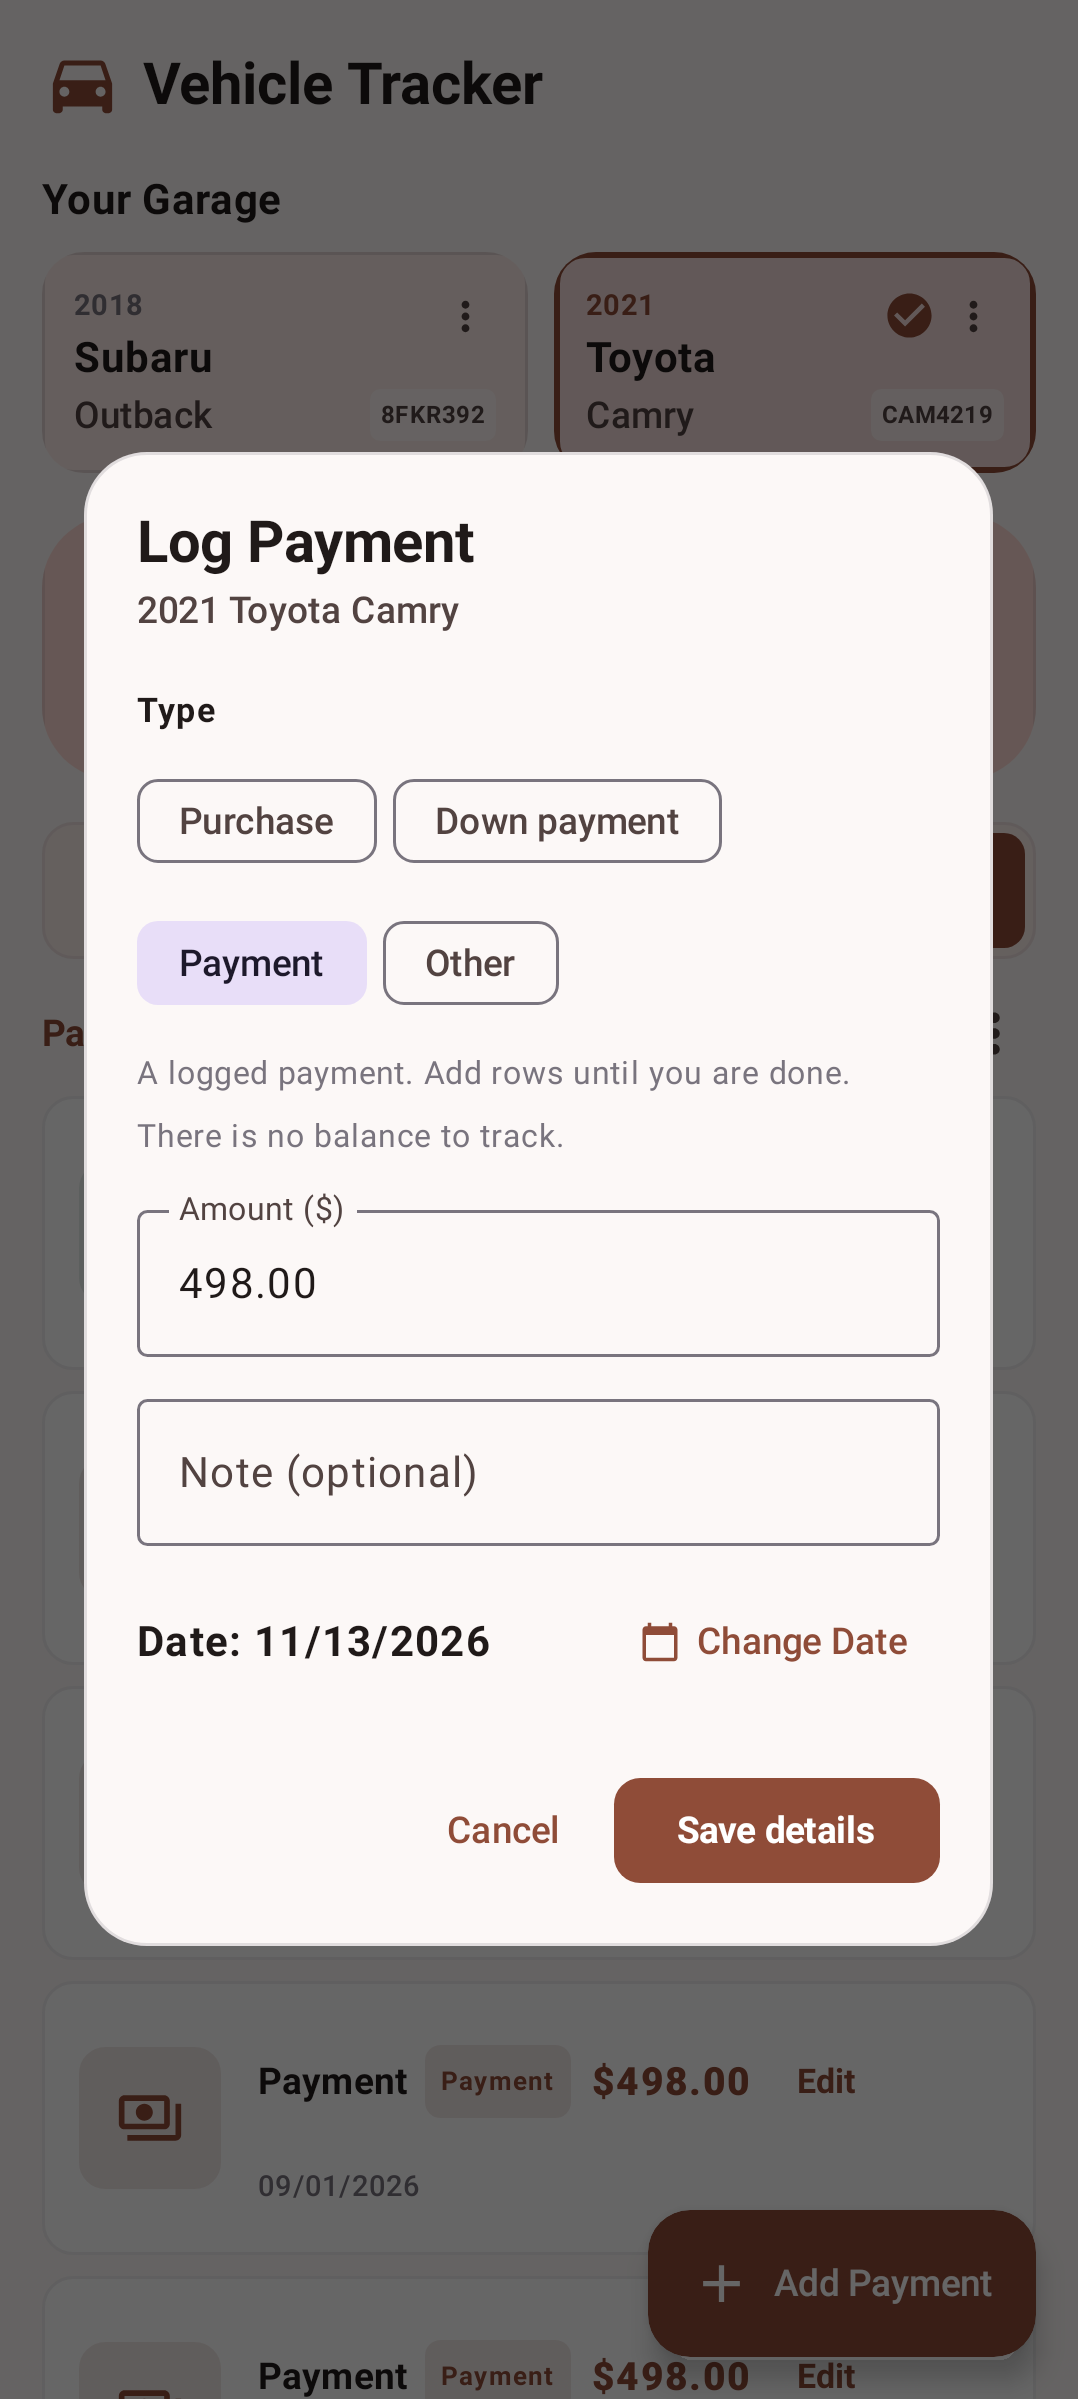 Vehicle Tracker
Your Garage
2018
Subaru
Outback
8FKR392
2021
Toyota
Camry
CAM4219
Log Payment
2021 Toyota Camry
Type
Purchase
Down payment
Payment
Other
A logged payment. Add rows until you are done.
There is no balance to track.
Amount ($)
498.00
Note (optional)
Date: 11/13/2026
Change Date
Cancel
Save details
Pa
Payment
Payment
$498.00
Edit
09/01/2026
Add Payment
Payment
Payment
$498.00
Edit